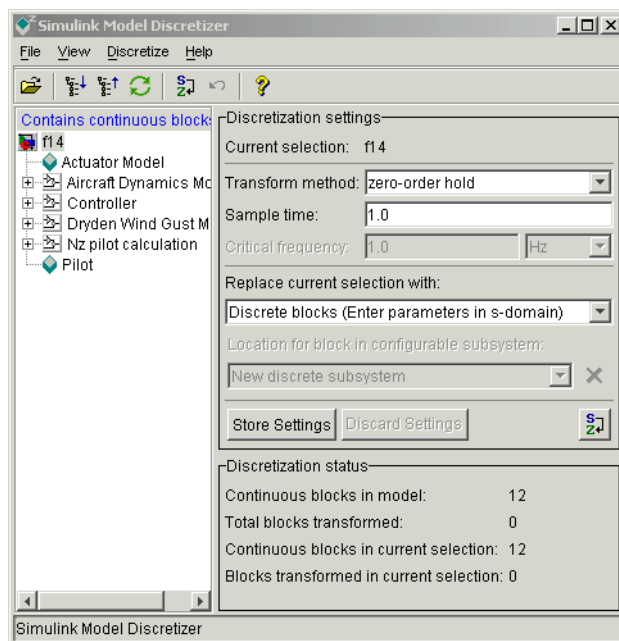 Simulink Model Discretizer
File View Discretize Help
Contains continuous block
f14
Actuator Model
Aircraft Dynamics Mo
Controller
Dryden Wind Gust M
Nz pilot calculation
Pilot
Discretization settings
Current selection: f14
Transform method: zero-order hold
Sample time: 1.0
Critical frequency: 1.0 Hz
Replace current selection with:
Discrete blocks (Enter parameters in s-domain)
Location for block in configurable subsystem:
New discrete subsystem
Store Settings Discard Settings
Discretization status
Continuous blocks in model: 12
Total blocks transformed: 0
Continuous blocks in current selection: 12
Blocks transformed in current selection: 0
Simulink Model Discretizer